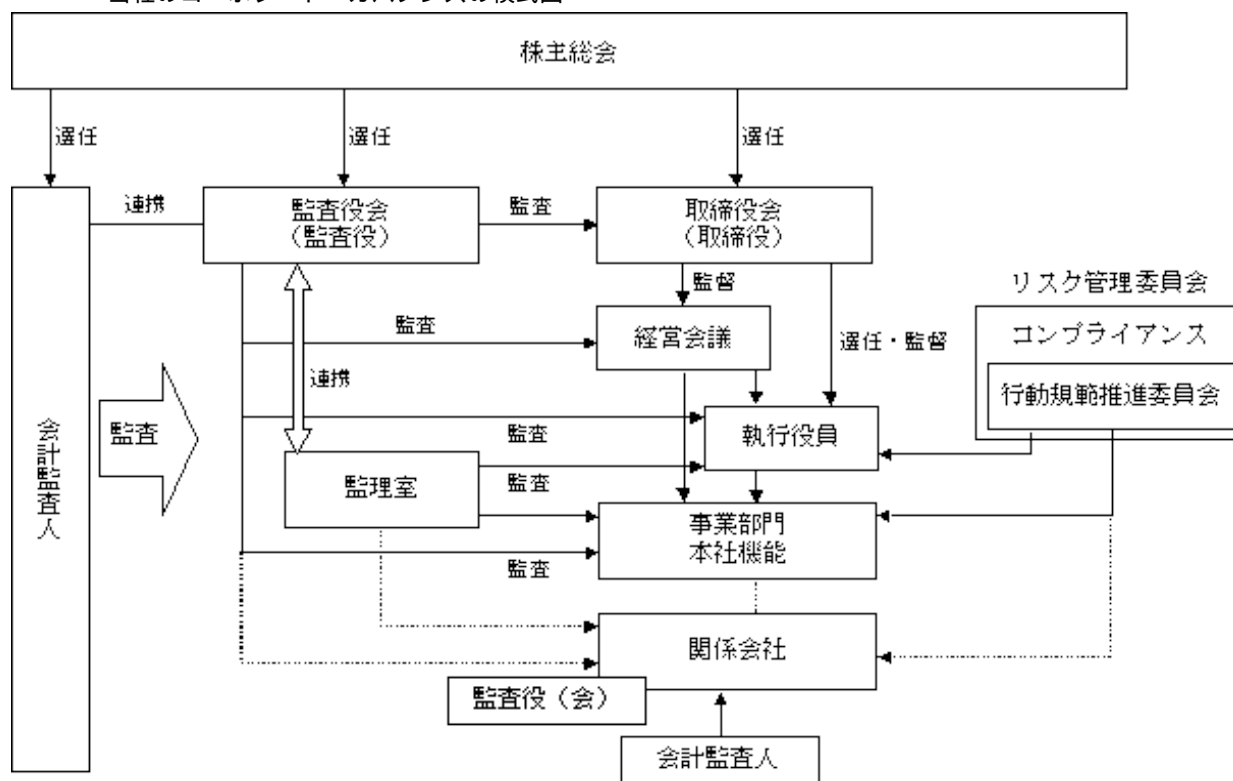 株主総会
選任
選任
選任
連携
監査役会
(監査役)
監査
取締役会
(取締役)
監督
リスク管理委員会
監査
経営会議
選任・監督
コンプライアンス
行動規範推進委員会
連携
会計監査人
監査
監査
執行役員
監理室
監査
事業部門
本社機能
監査
関係会社
監査役(会)
会計監査人